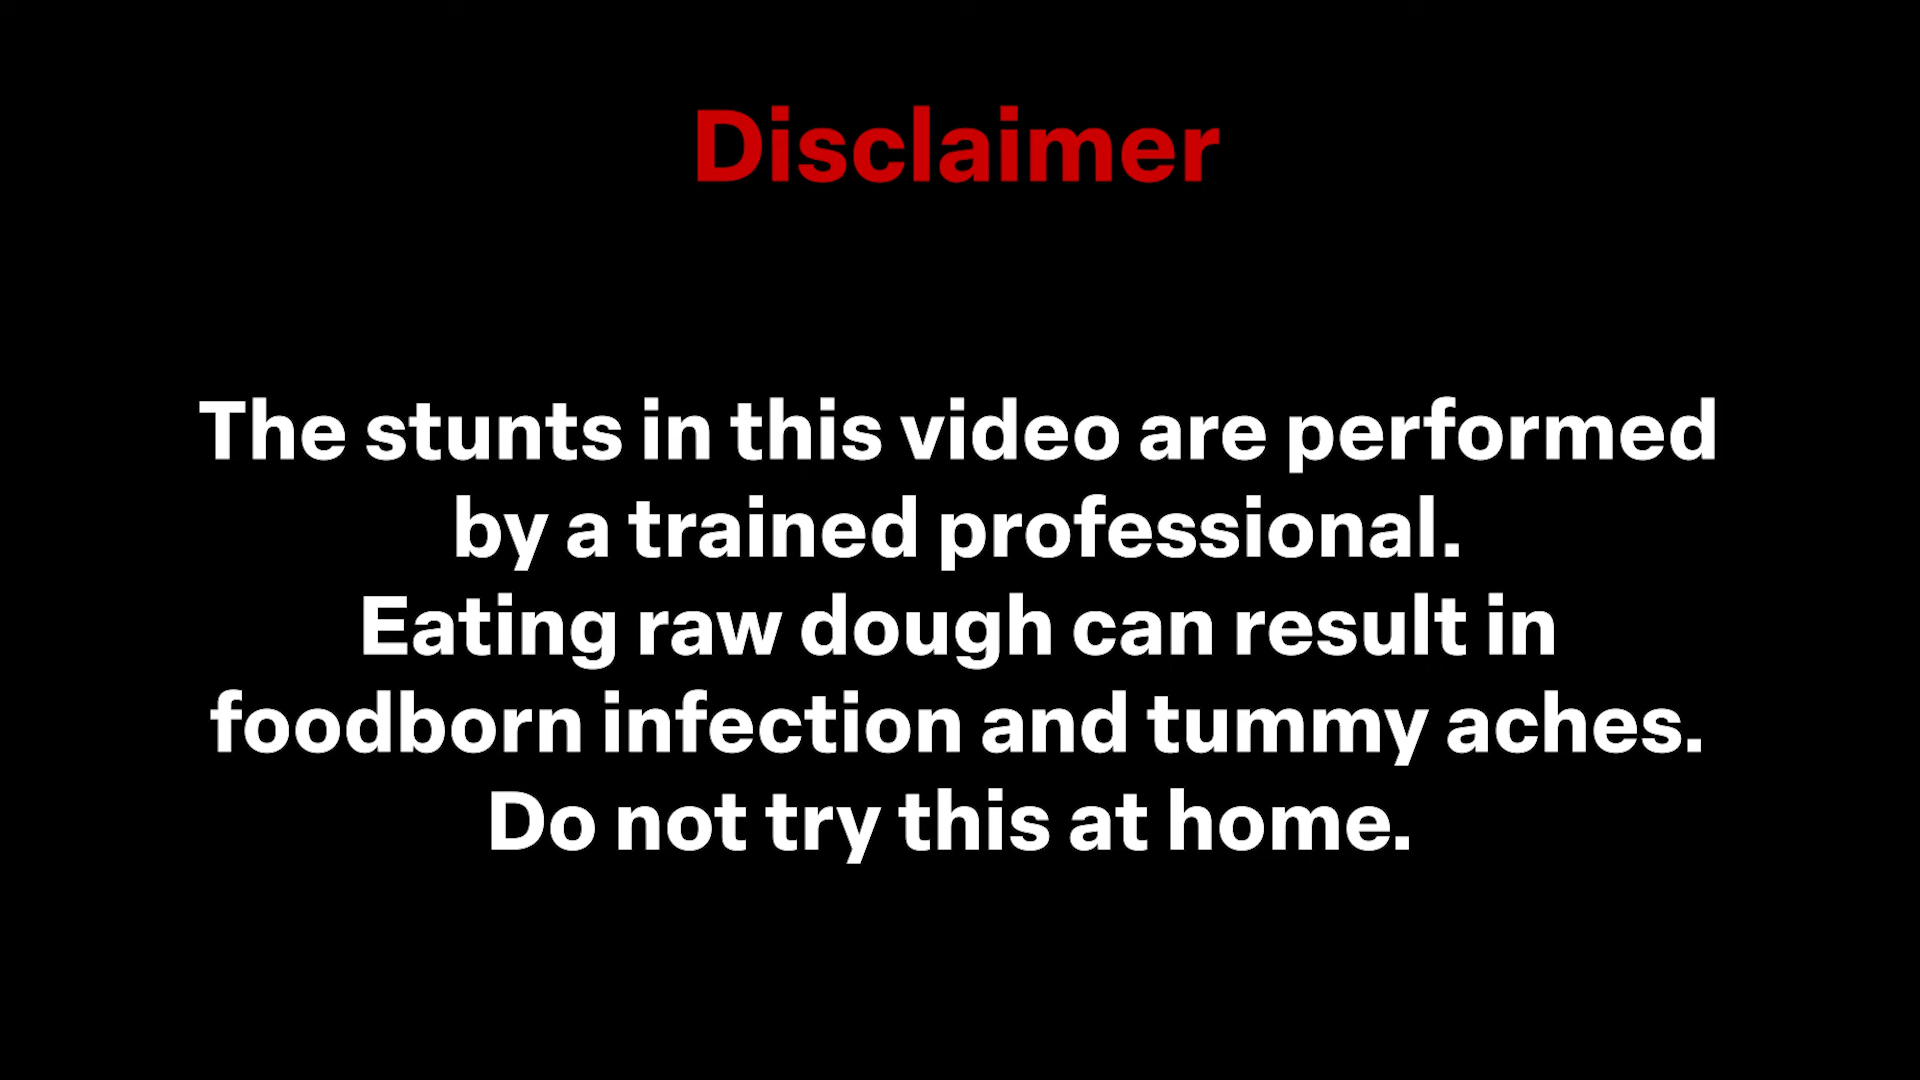 Disclaimer
The stunts in this video are performed
by a trained professional.
Eating raw dough can result in
foodborn infection and tummy aches.
Do not try this at home.